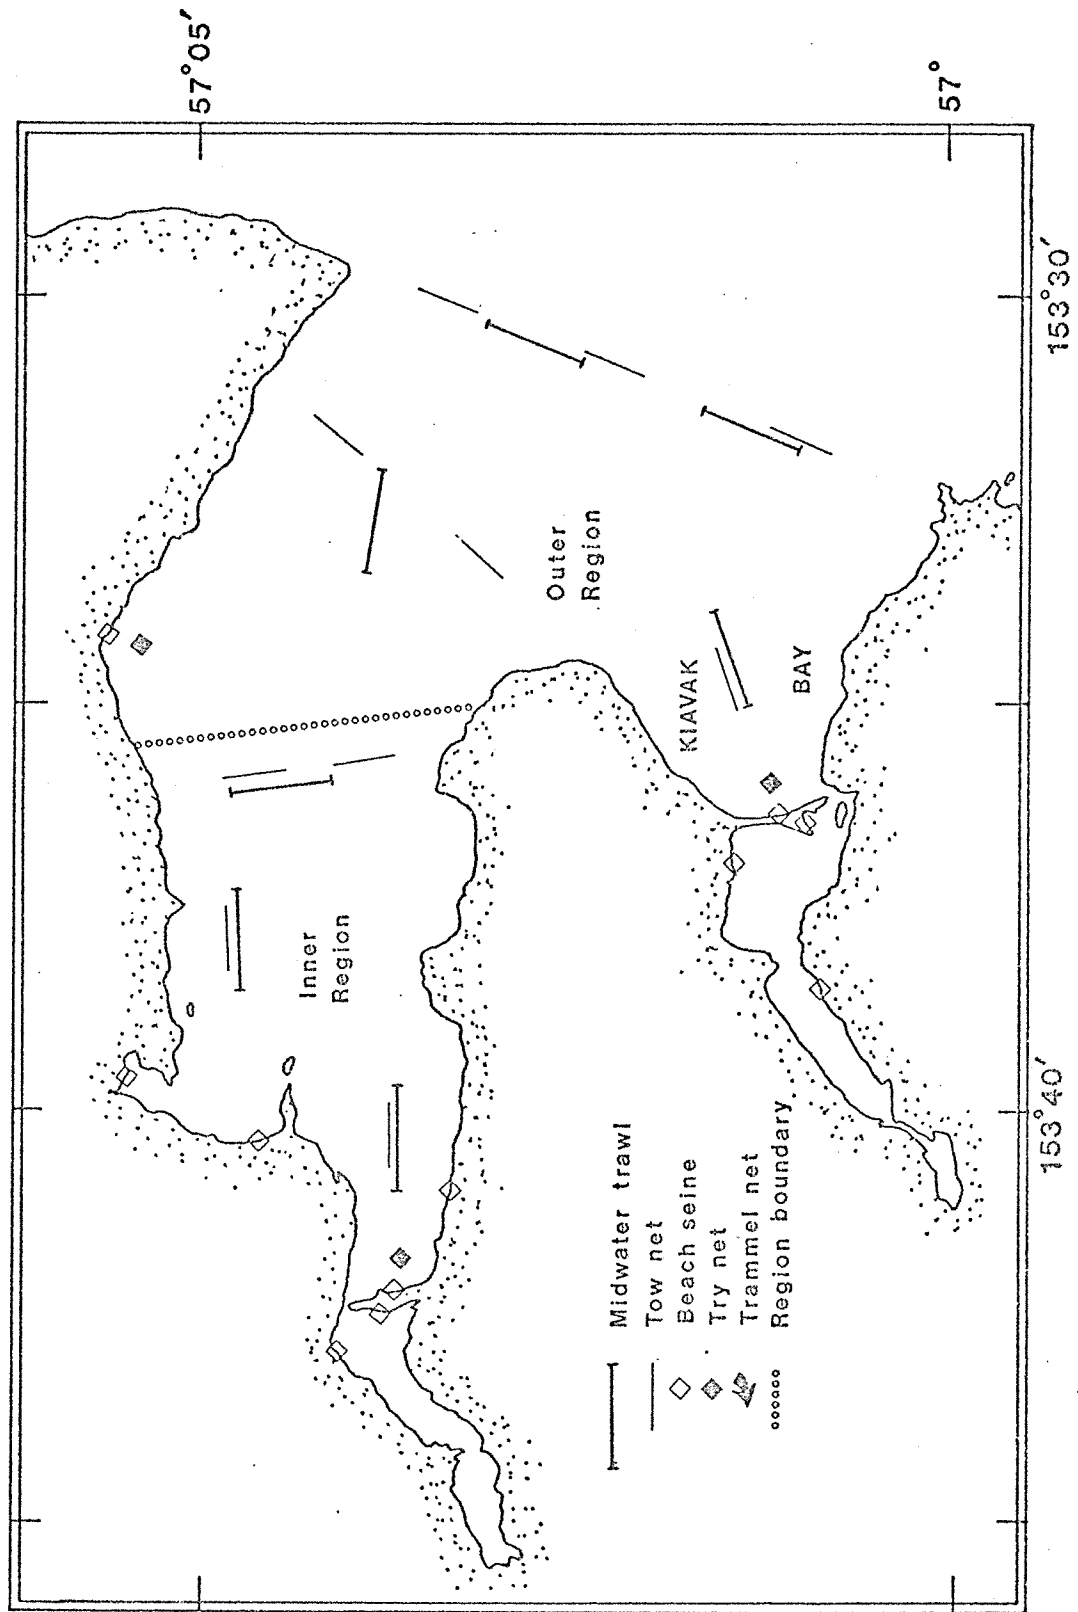 57°05′
57°
153°30′
153°40′
Outer
Region
KIAVAK
BAY
Inner
Region
Midwater trawl
Tow net
Beach seine
Try net
Trammel net
Region boundary